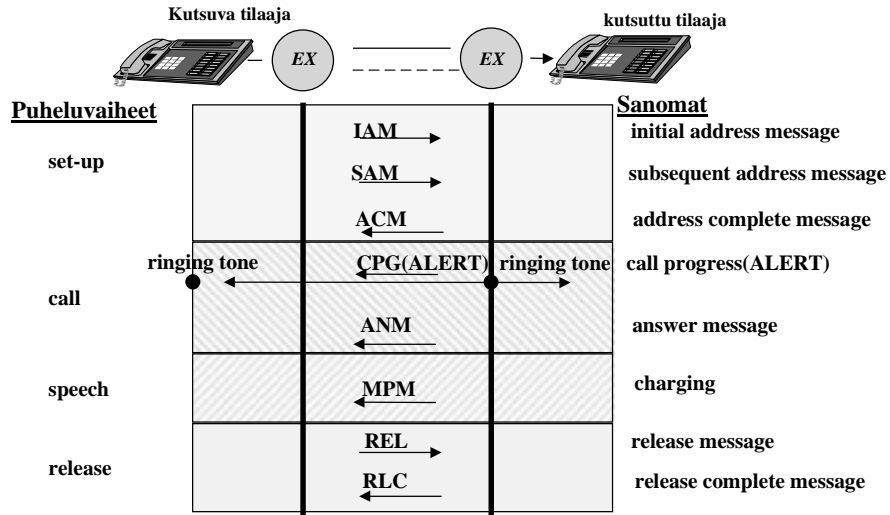 Kutsuva tilaaja
kutsuttu tilaaja
EX
EX
Puheluvaiheet
Sanomat
IAM
initial address message
set-up
SAM
subsequent address message
ACM
address complete message
ringing tone
CPG(ALERT)
ringing tone
call progress(ALERT)
call
ANM
answer message
speech
MPM
charging
REL
release message
release
RLC
release complete message